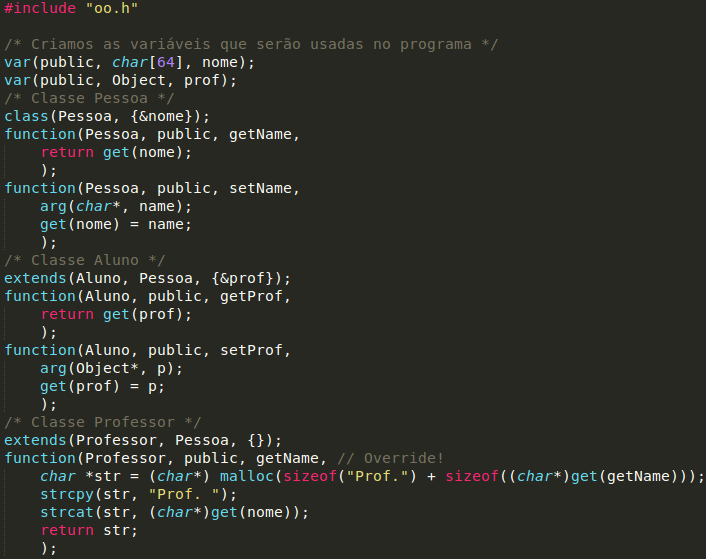 #include "oo.h"

/* Criamos as variáveis que serão usadas no programa */
var(public, char[64], nome);
var(public, Object, prof);
/* Classe Pessoa */
class(Pessoa, {&nome});
function(Pessoa, public, getName,
    return get(nome);
    );
function(Pessoa, public, setName,
    arg(char*, name);
    get(nome) = name;
    );
/* Classe Aluno */
extends(Aluno, Pessoa, {&prof});
function(Aluno, public, getProf,
    return get(prof);
    );
function(Aluno, public, setProf,
    arg(Object*, p);
    get(prof) = p;
    );
/* Classe Professor */
extends(Professor, Pessoa, {});
function(Professor, public, getName, // Override!
    char *str = (char*) malloc(sizeof("Prof.") + sizeof((char*)get(getName)));
    strcpy(str, "Prof. ");
    strcat(str, (char*)get(nome));
    return str;
    );